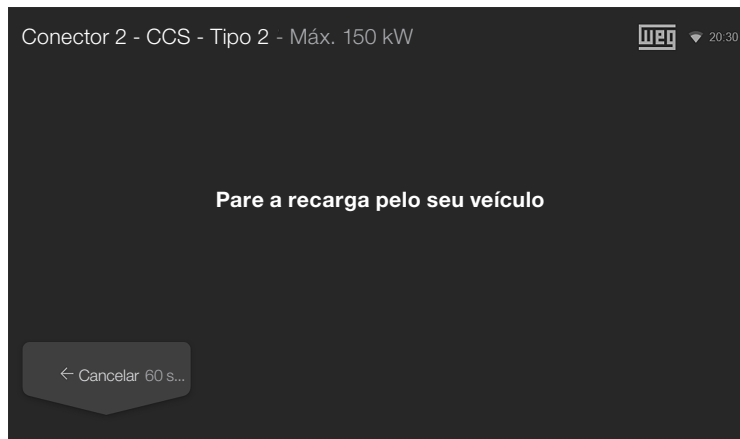 Conector 2 - CCS - Tipo 2 - Máx. 150 kW
WEG 20:30
Pare a recarga pelo seu veículo
← Cancelar 60 s...